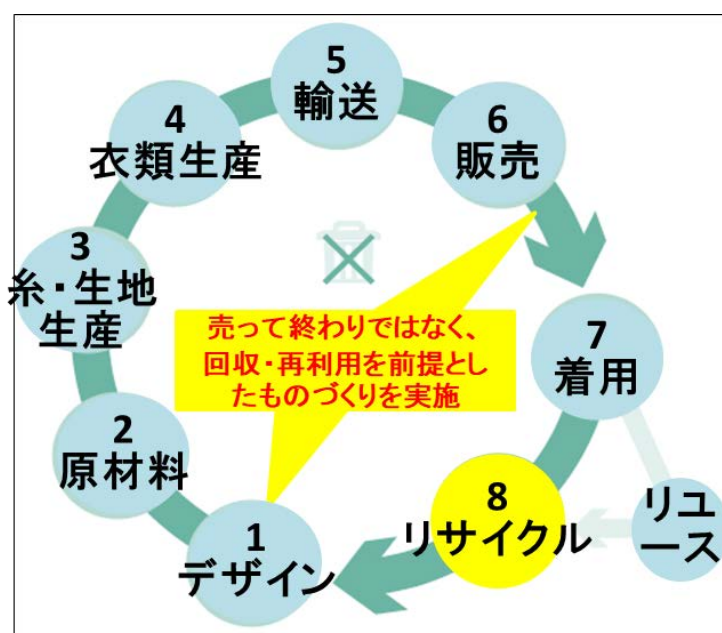 5
輸送
4
衣類生産
6
販売
3
糸・生地
生産
売って終わりではなく、
回収・再利用を前提とし
たものづくりを実施
7
着用
2
原材料
8
リサイクル
リユ
ース
1
デザイン